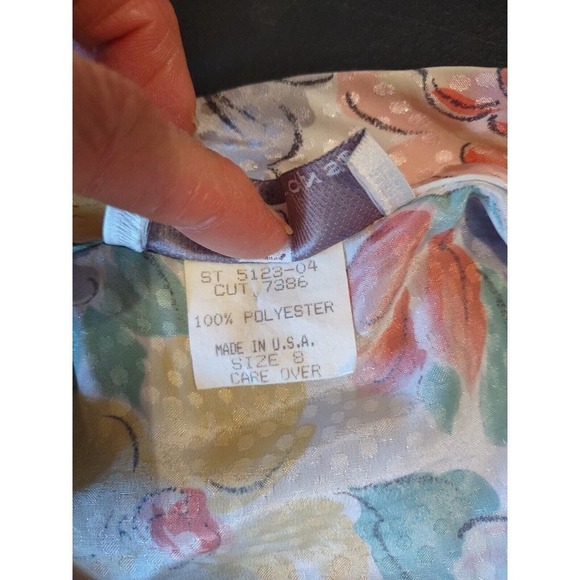 ST 5123-04
CUT 7386
100% POLYESTER
MADE IN U.S.A.
SIZE 8
CARE OVER